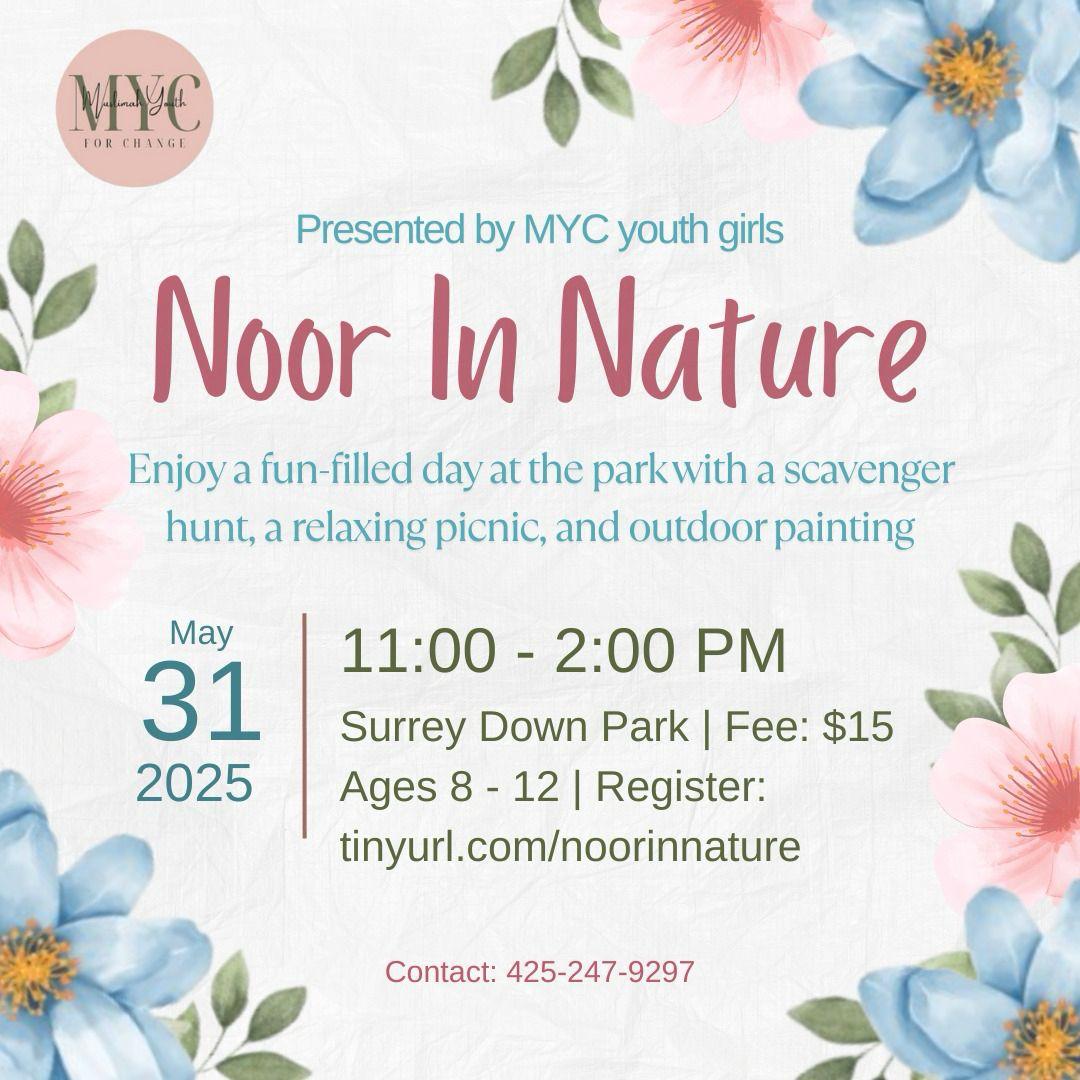 MYC
Muslimah Youth
FOR CHANGE
Presented by MYC youth girls
Noor In Nature
Enjoy a fun-filled day at the park with a scavenger
hunt, a relaxing picnic, and outdoor painting
May
31
2025
11:00 - 2:00 PM
Surrey Down Park | Fee: $15
Ages 8 - 12 | Register:
tinyurl.com/noorinnature
Contact: 425-247-9297